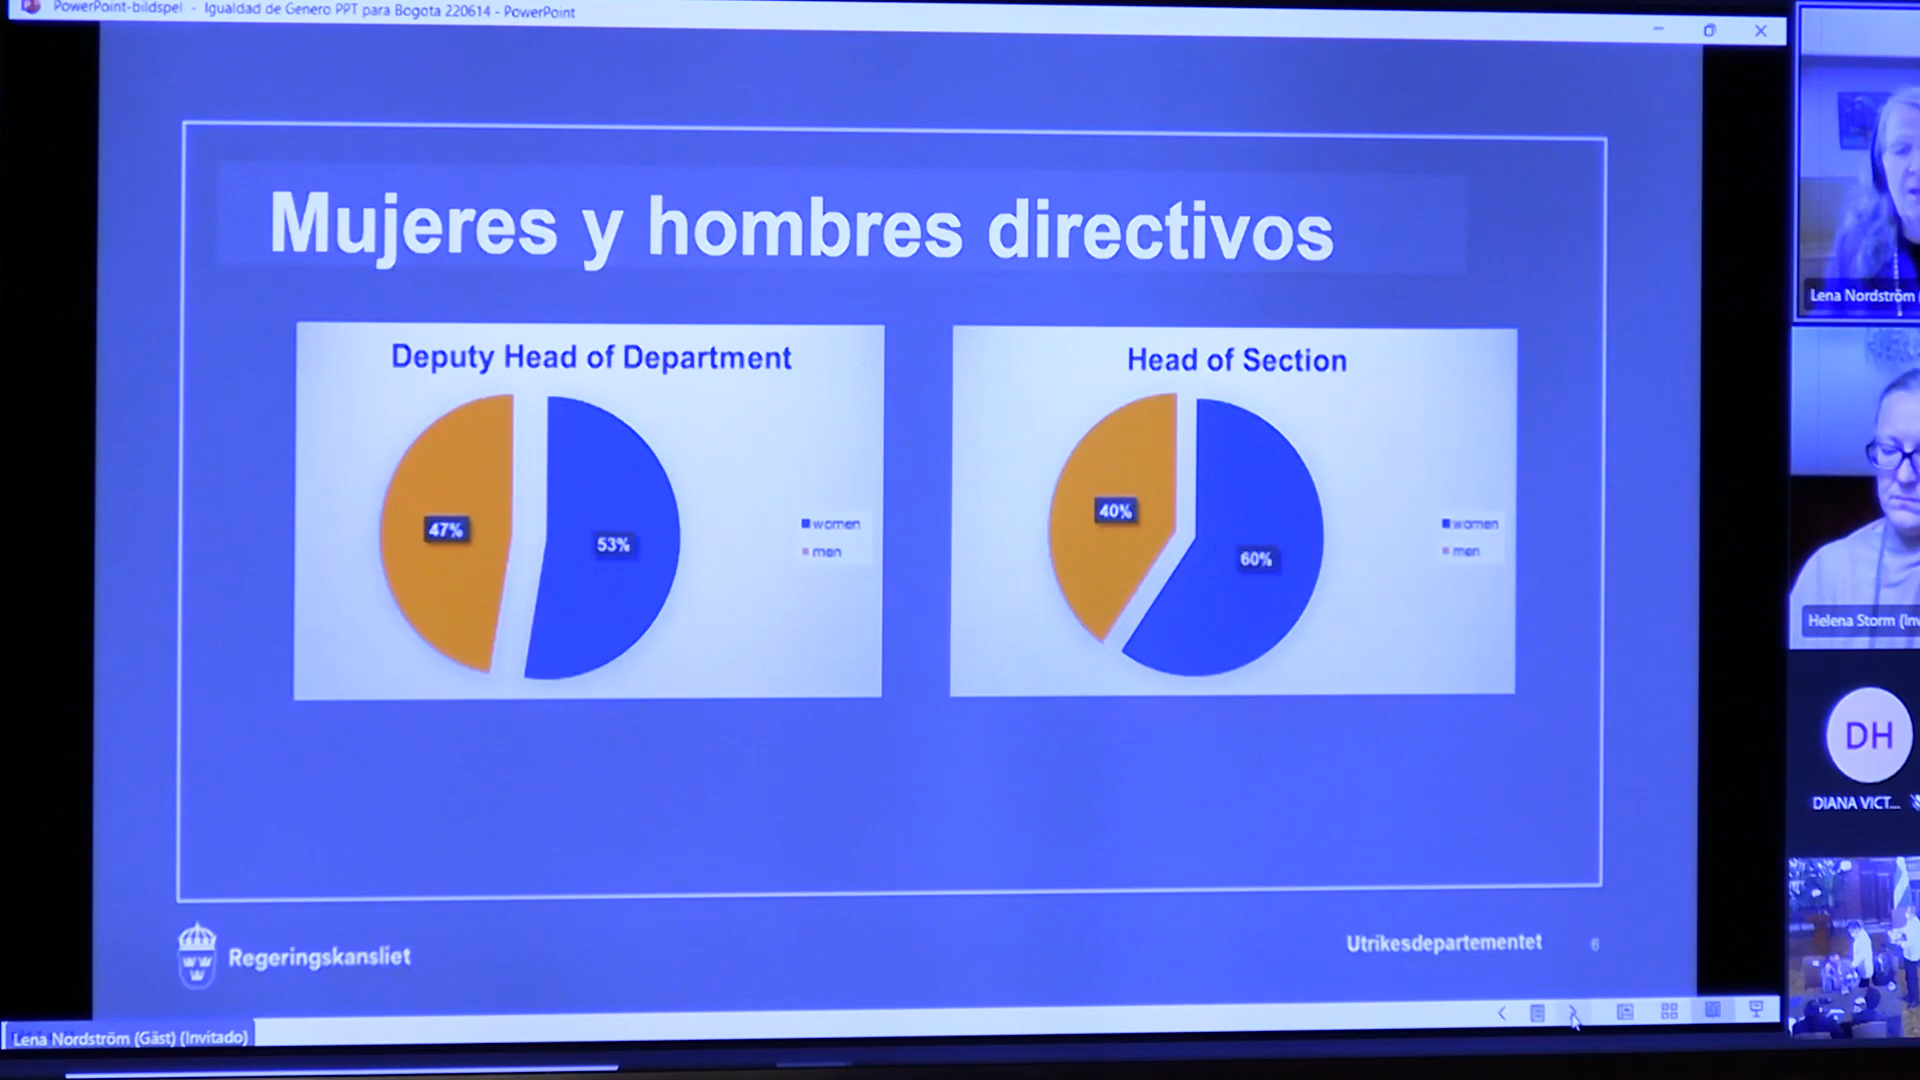 PowerPoint-bildspel - Igualdad de Genero PPT para Bogota 220614 - PowerPoint
Mujeres y hombres directivos
Deputy Head of Department
47%
53%
women
men
Head of Section
40%
60%
women
men
Regeringskansliet
Utrikesdepartementet
6
Lena Nordström (Gäst) (Invitado)
Lena Nordström
Helena Storm (Inv
DH
DIANA VICT...